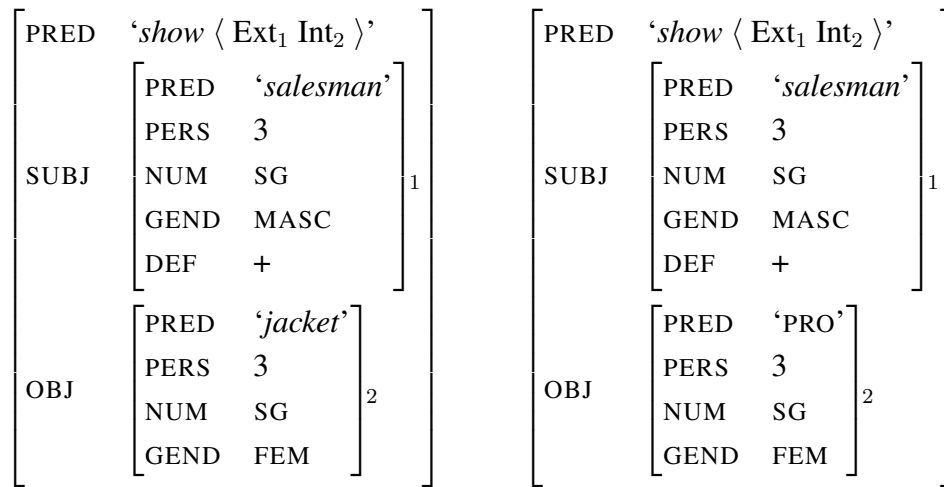 PRED ‘show ⟨ Ext₁ Int₂ ⟩’
SUBJ
PRED ‘salesman’
PERS 3
NUM SG
GEND MASC
DEF +
1
OBJ
PRED ‘jacket’
PERS 3
NUM SG
GEND FEM
2
PRED ‘show ⟨ Ext₁ Int₂ ⟩’
SUBJ
PRED ‘salesman’
PERS 3
NUM SG
GEND MASC
DEF +
1
OBJ
PRED ‘PRO’
PERS 3
NUM SG
GEND FEM
2